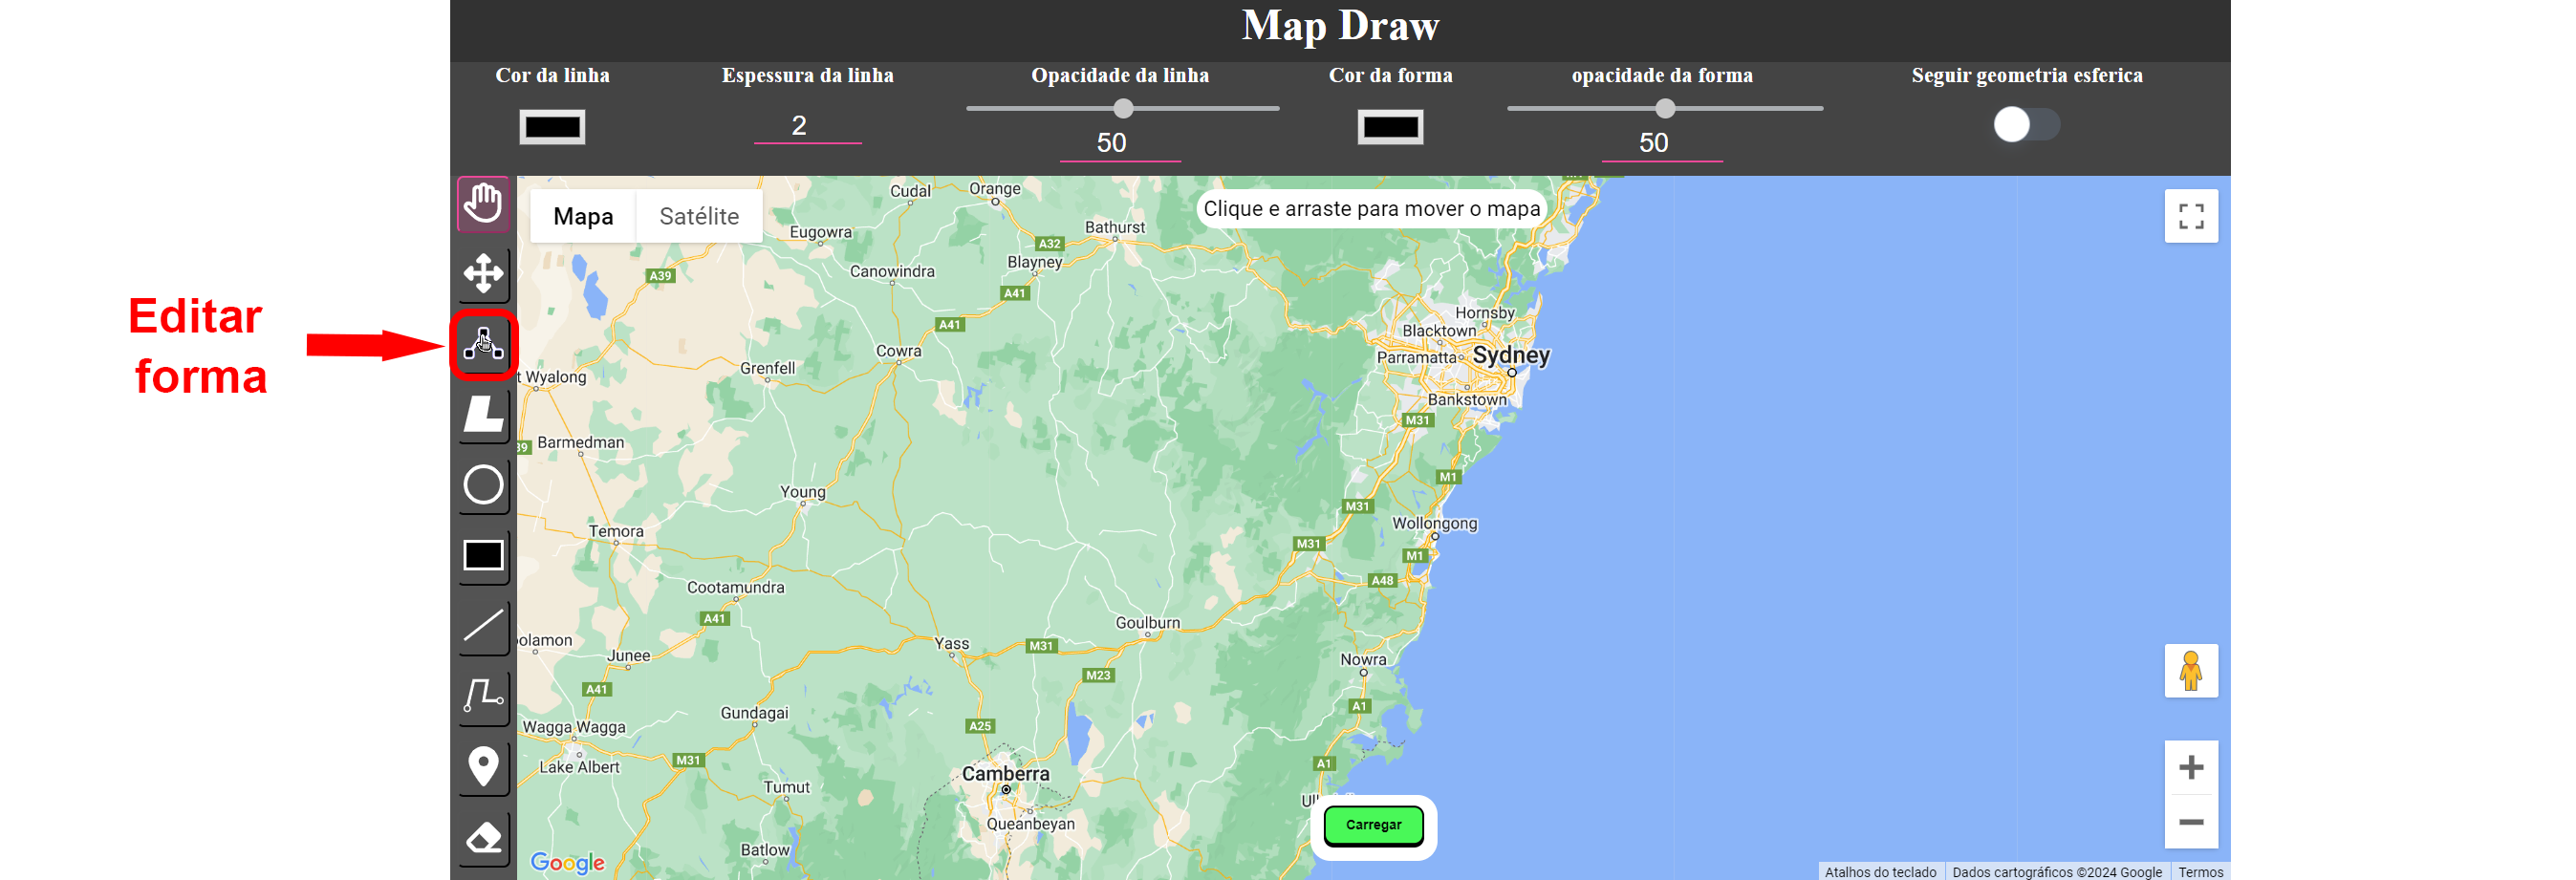 Map Draw
Cor da linha
Espessura da linha
Opacidade da linha
Cor da forma
opacidade da forma
Seguir geometria esferica
2
50
50
Mapa
Satélite
Clique e arraste para mover o mapa
Editar
forma
Cudal
Orange
Eugowra
Bathurst
A32
Blayney
Canowindra
A39
A41
Hornsby
A41
Blacktown
Cowra
Parramatta
Sydney
Grenfell
t Wyalong
Bankstown
M31
Barmedman
39
M1
Young
M31
Wollongong
Temora
M31
M1
A48
Cootamundra
A41
Goulburn
olamon
Yass
M31
Junee
Nowra
M23
A41
A1
Gundagai
A25
Wagga Wagga
M31
A1
Lake Albert
Camberra
Tumut
Ul
Queanbeyan
Carregar
Batlow
Google
Atalhos do teclado
Dados cartográficos ©2024 Google
Termos